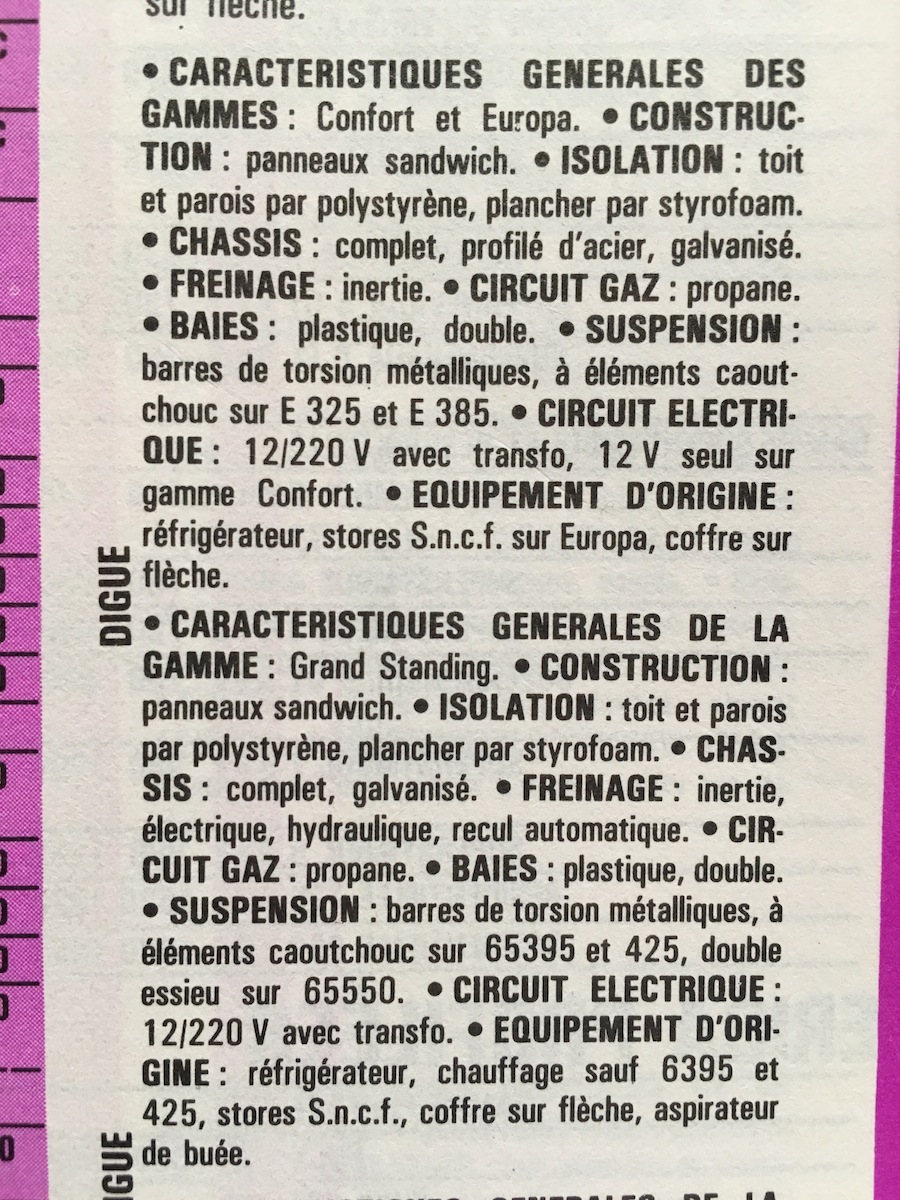 sur flèche.
• CARACTERISTIQUES GENERALES DES
GAMMES : Confort et Europa. • CONSTRUC-
TION : panneaux sandwich. • ISOLATION : toit
et parois par polystyrène, plancher par styrofoam.
• CHASSIS : complet, profilé d'acier, galvanisé.
• FREINAGE : inertie. • CIRCUIT GAZ : propane.
• BAIES : plastique, double. • SUSPENSION :
barres de torsion métalliques, à éléments caout-
chouc sur E 325 et E 385. • CIRCUIT ELECTRI-
QUE : 12/220 V avec transfo, 12 V seul sur
gamme Confort. • EQUIPEMENT D'ORIGINE :
réfrigérateur, stores S.n.c.f. sur Europa, coffre sur
flèche.
DIGUE
• CARACTERISTIQUES GENERALES DE LA
GAMME : Grand Standing. • CONSTRUCTION :
panneaux sandwich. • ISOLATION : toit et parois
par polystyrène, plancher par styrofoam. • CHAS-
SIS : complet, galvanisé. • FREINAGE : inertie,
électrique, hydraulique, recul automatique. • CIR-
CUIT GAZ : propane. • BAIES : plastique, double.
• SUSPENSION : barres de torsion métalliques, à
éléments caoutchouc sur 65395 et 425, double
essieu sur 65550. • CIRCUIT ELECTRIQUE :
12/220 V avec transfo. • EQUIPEMENT D'ORI-
GINE : réfrigérateur, chauffage sauf 6395 et
425, stores S.n.c.f., coffre sur flèche, aspirateur
de buée.
IGUE
GENERALES DE LA